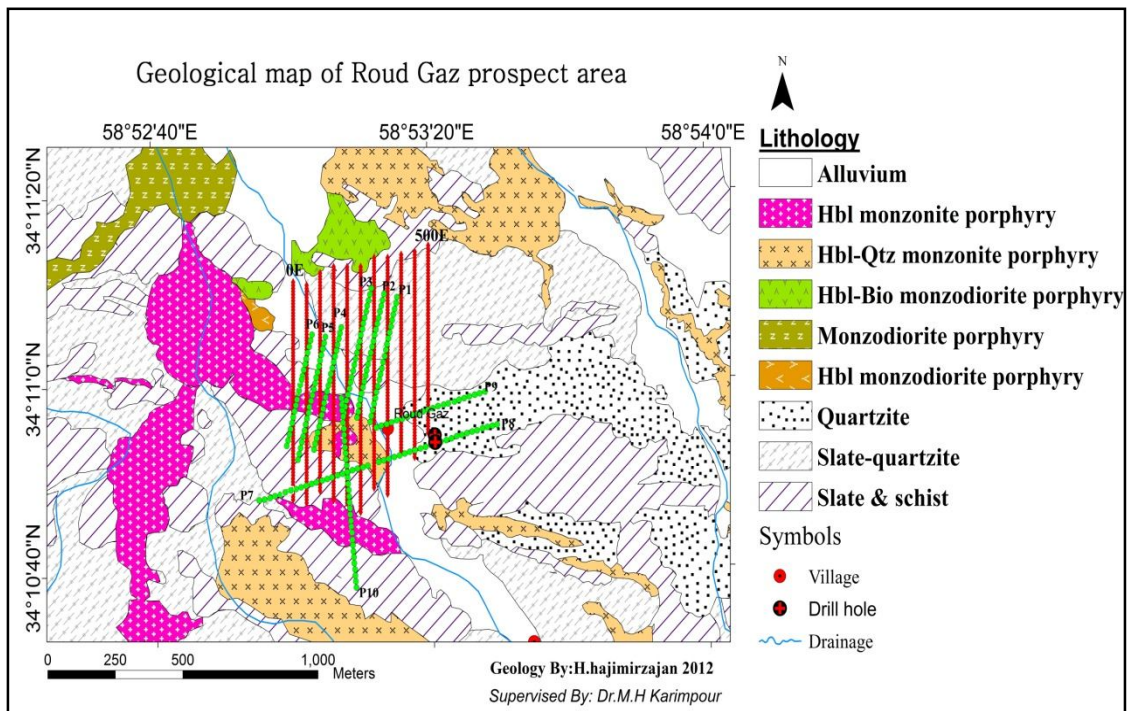 Geological map of Roud Gaz prospect area
N
58°52'40"E
58°53'20"E
58°54'0"E
34°11'20"N
34°11'0"N
34°10'40"N
0E
500E
P3
P2
P1
P4
P6
P5
P9
Roud Gaz
P8
P7
P10
Lithology
Alluvium
Hbl monzonite porphyry
Hbl-Qtz monzonite porphyry
Hbl-Bio monzodiorite porphyry
Monzodiorite porphyry
Hbl monzodiorite porphyry
Quartzite
Slate-quartzite
Slate & schist
Symbols
Village
Drill hole
Drainage
0 250 500 1,000
Meters
Geology By:H.hajimirzajan 2012
Supervised By: Dr.M.H Karimpour